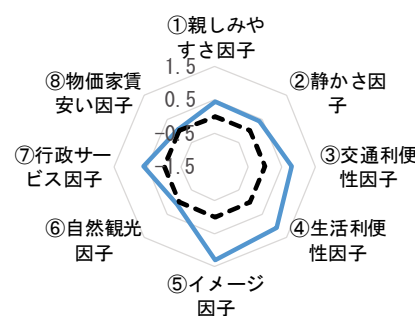 ①親しみや
すさ因子
1.5
0.5
-0.5
-1.5
②静かさ因
子
③交通利便
性因子
④生活利便
性因子
⑤イメージ
因子
⑥自然観光
因子
⑦行政サー
ビス因子
⑧物価家賃
安い因子